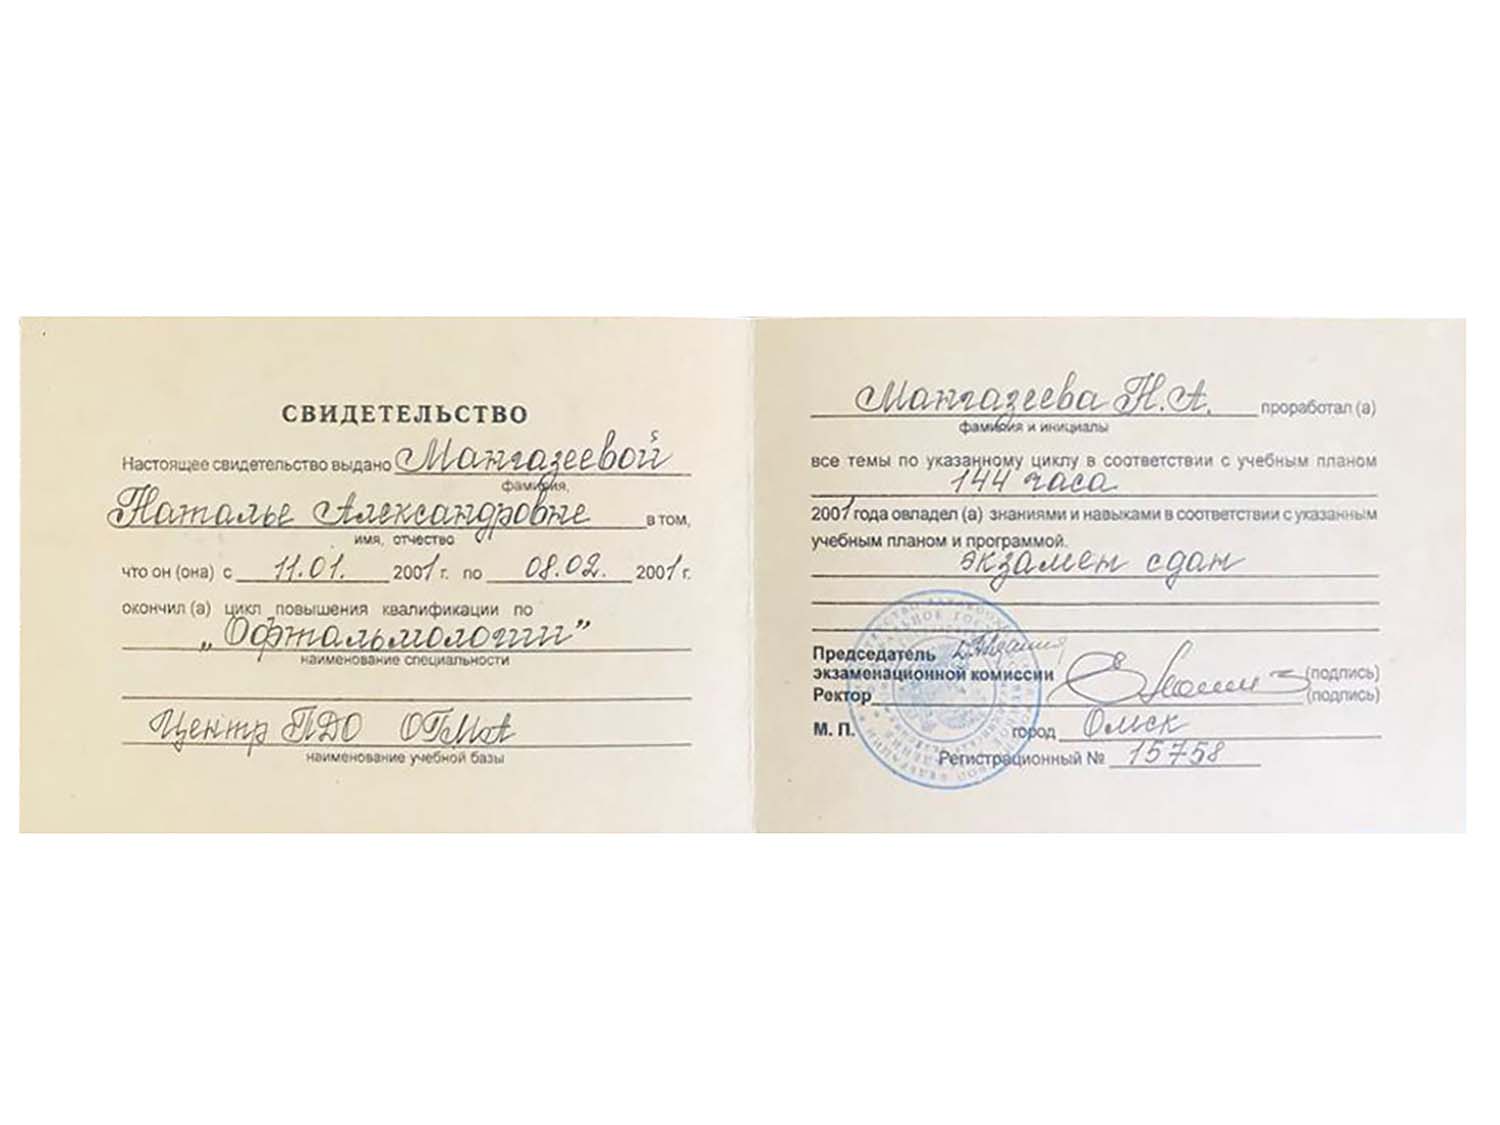 СВИДЕТЕЛЬСТВО
Настоящее свидетельство выдано Мангазеевой
фамилия,
Наталье Александровне в том,
имя, отчество
что он (она) с 11.01. 2001 г. по 08.02. 2001 г.
окончил (а) цикл повышения квалификации по
„Офтальмологии”
наименование специальности
Центр ПДО ОГМА
наименование учебной базы
Мангазеева Н.А. проработал (а)
фамилия и инициалы
все темы по указанному циклу в соответствии с учебным планом
144 часа
2001 года овладел (а) знаниями и навыками в соответствии с указанным
учебным планом и программой.
экзамен сдан
Председатель
экзаменационной комиссии (подпись)
Ректор (подпись)
М. П. город Омск
Регистрационный № 15758